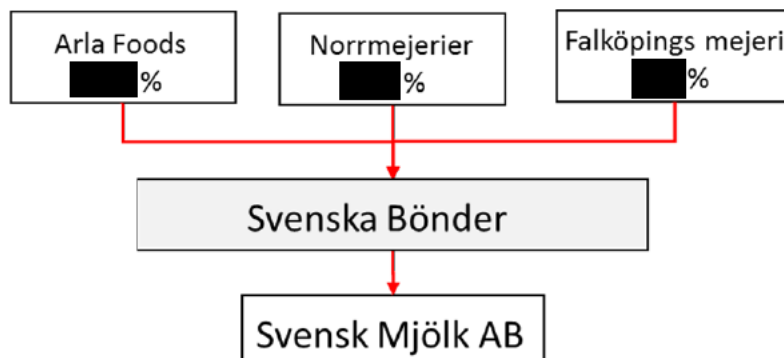 Arla Foods
%
Norrmejerier
%
Falköpings mejeri
%
Svenska Bönder
Svensk Mjölk AB